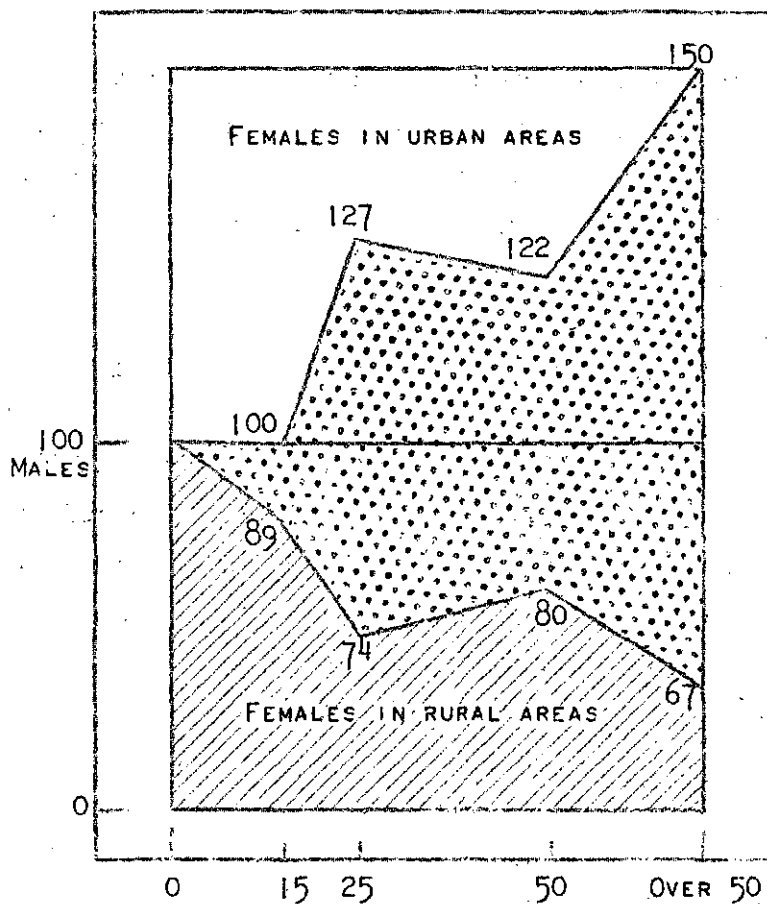 150
FEMALES IN URBAN AREAS
127
122
100
100
MALES
89
74
80
67
FEMALES IN RURAL AREAS
0
0 15 25 50 OVER 50